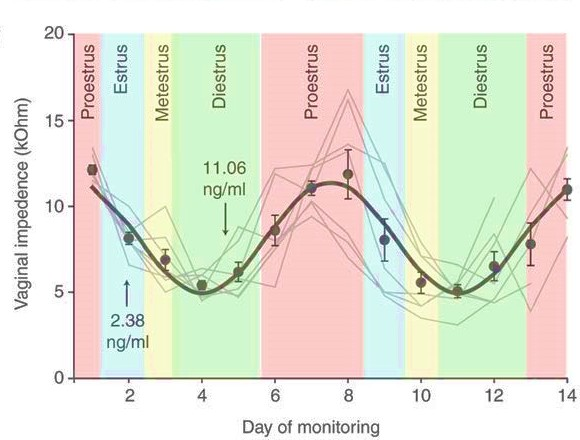 20
15
10
5
0
Vaginal impedence (kOhm)
Proestrus
Estrus
Metestrus
Diestrus
Proestrus
Estrus
Metestrus
Diestrus
Proestrus
11.06
ng/ml
2.38
ng/ml
2 4 6 8 10 12 14
Day of monitoring